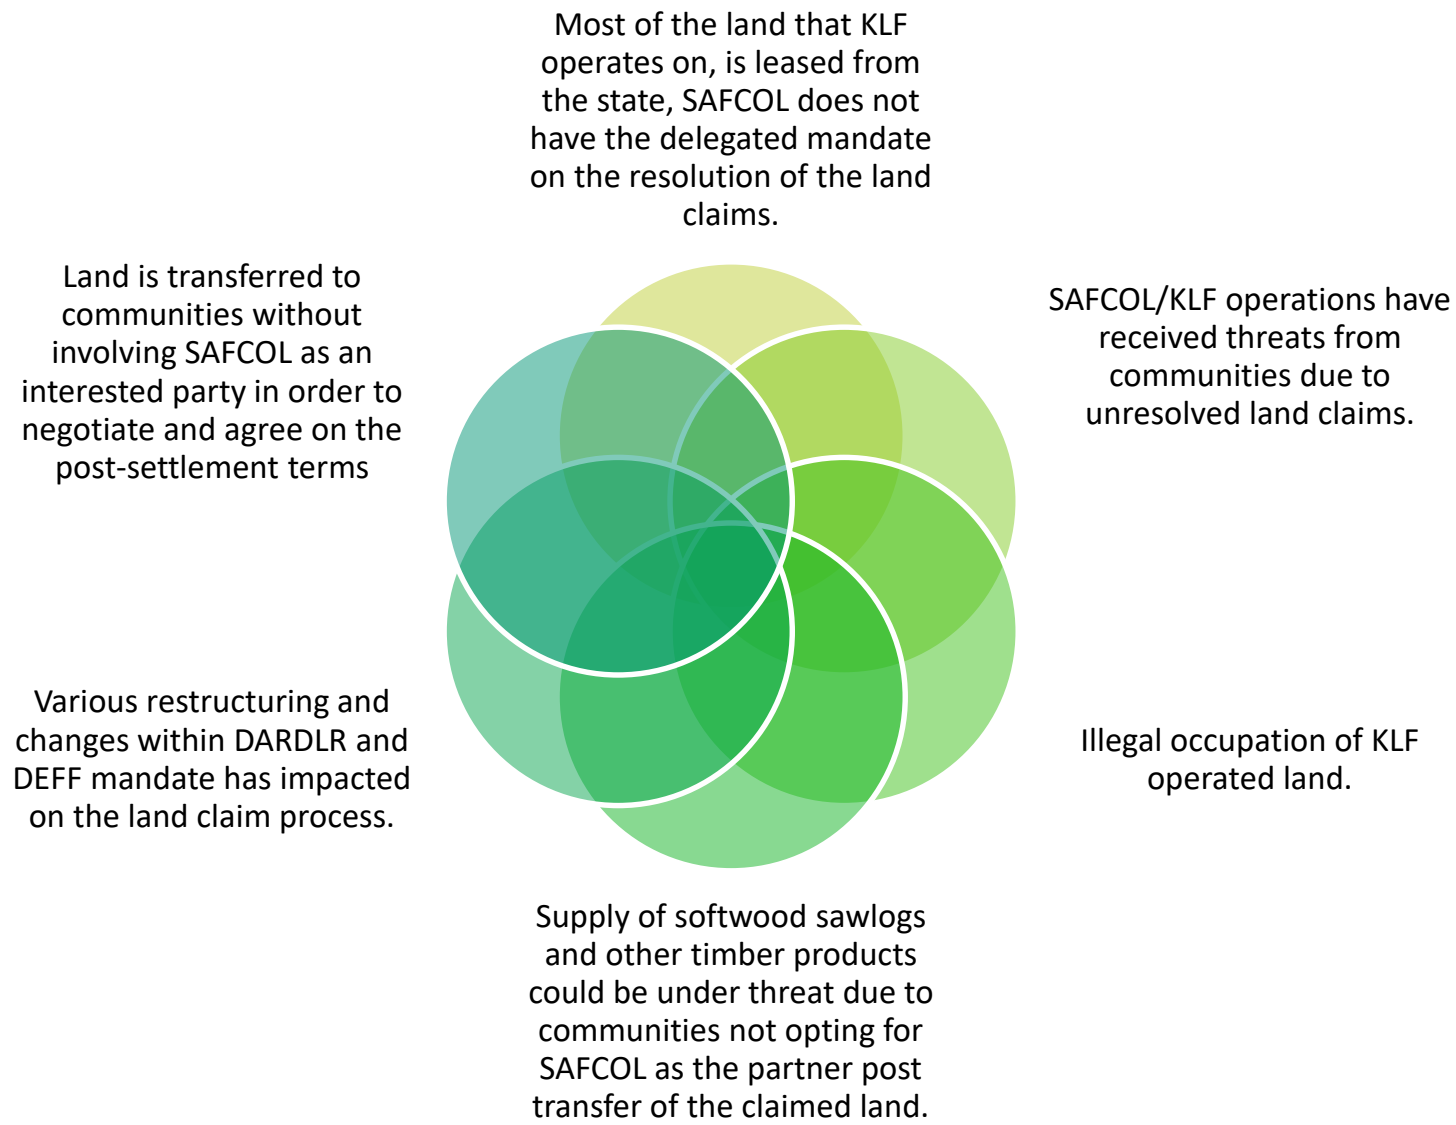 Most of the land that KLF
operates on, is leased from
the state, SAFCOL does not
have the delegated mandate
on the resolution of the land
claims.
SAFCOL/KLF operations have
received threats from
communities due to
unresolved land claims.
Illegal occupation of KLF
operated land.
Supply of softwood sawlogs
and other timber products
could be under threat due to
communities not opting for
SAFCOL as the partner post
transfer of the claimed land.
Various restructuring and
changes within DARDLR and
DEFF mandate has impacted
on the land claim process.
Land is transferred to
communities without
involving SAFCOL as an
interested party in order to
negotiate and agree on the
post-settlement terms